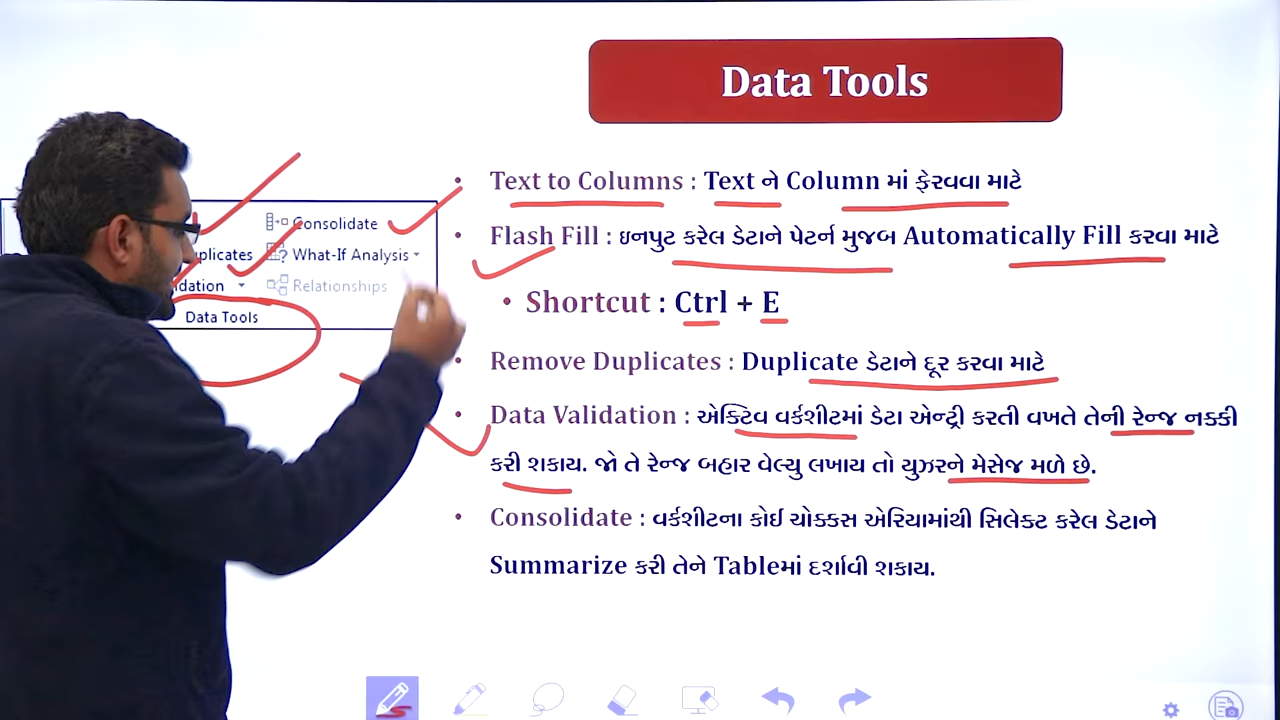 Data Tools
• Text to Columns : Text ને Column માં ફેરવવા માટે
• Flash Fill : ઇનપુટ કરેલ ડેટાને પેટર્ન મુજબ Automatically Fill કરવા માટે
• Shortcut : Ctrl + E
• Remove Duplicates : Duplicate ડેટાને દૂર કરવા માટે
• Data Validation : એક્ટિવ વર્કશીટમાં ડેટા એન્ટ્રી કરતી વખતે તેની રેન્જ નક્કી
કરી શકાય. જો તે રેન્જ બહાર વેલ્યુ લખાય તો યુઝરને મેસેજ મળે છે.
• Consolidate : વર્કશીટના કોઈ ચોક્કસ એરિયામાંથી સિલેક્ટ કરેલ ડેટાને
Summarize કરી તેને Tableમાં દર્શાવી શકાય.
Consolidate
What-If Analysis
Relationships
Data Tools